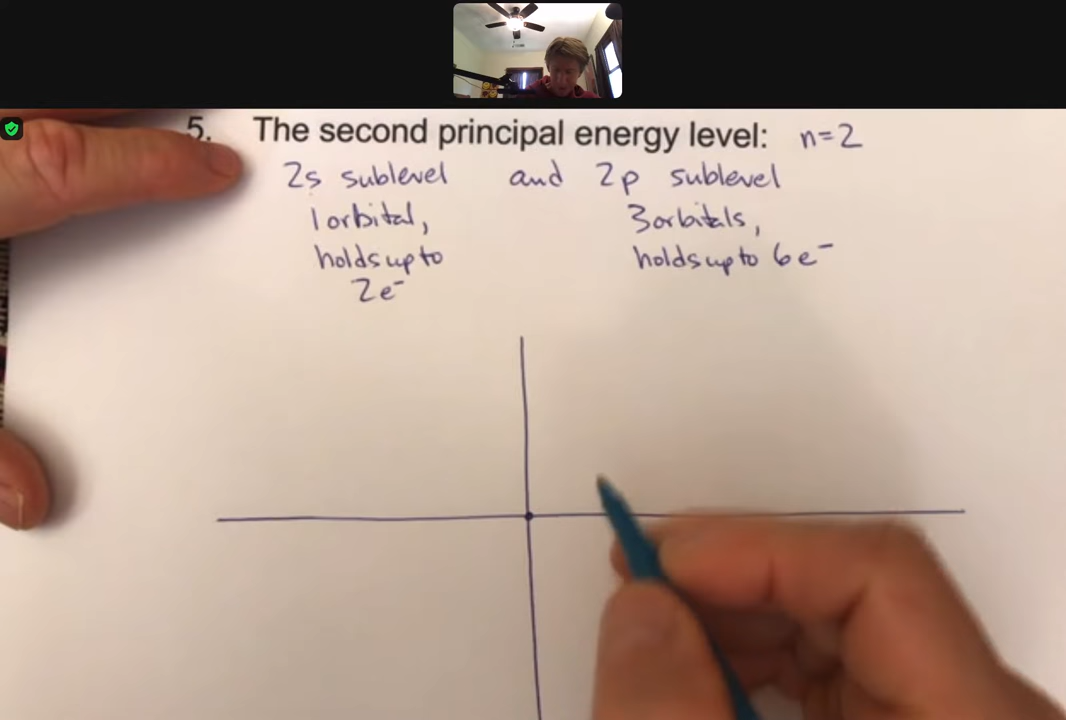 5. The second principal energy level: n=2
2s sublevel and 2p sublevel
1 orbital, 3 orbitals,
holds up to holds up to 6e⁻
2e⁻